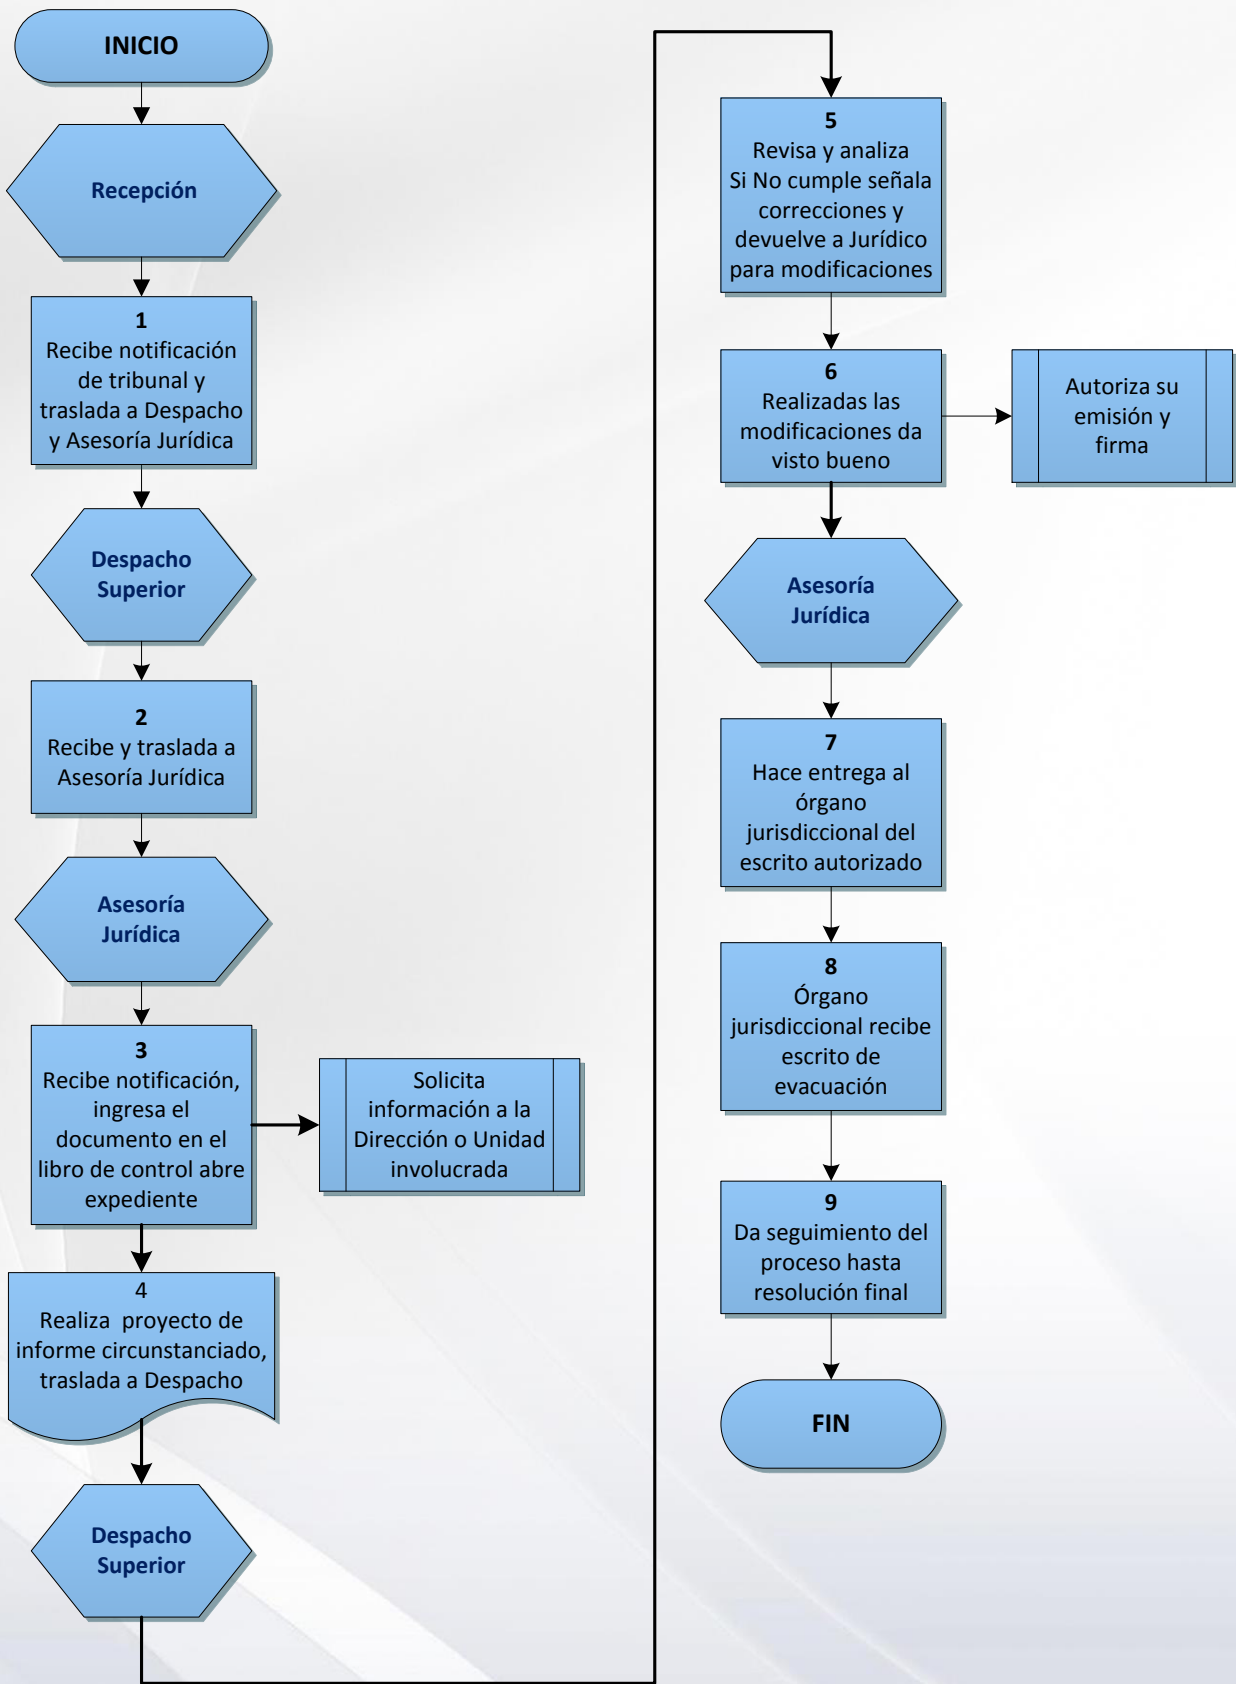 INICIO
Recepción
1
Recibe notificación
de tribunal y
traslada a Despacho
y Asesoría Jurídica
Despacho
Superior
2
Recibe y traslada a
Asesoría Jurídica
Asesoría
Jurídica
3
Recibe notificación,
ingresa el
documento en el
libro de control abre
expediente
Solicita
información a la
Dirección o Unidad
involucrada
4
Realiza  proyecto de
informe circunstanciado,
traslada a Despacho
Despacho
Superior
5
Revisa y analiza
Si No cumple señala
correcciones y
devuelve a Jurídico
para modificaciones
6
Realizadas las
modificaciones da
visto bueno
Autoriza su
emisión y
firma
Asesoría
Jurídica
7
Hace entrega al
órgano
jurisdiccional del
escrito autorizado
8
Órgano
jurisdiccional recibe
escrito de
evacuación
9
Da seguimiento del
proceso hasta
resolución final
FIN